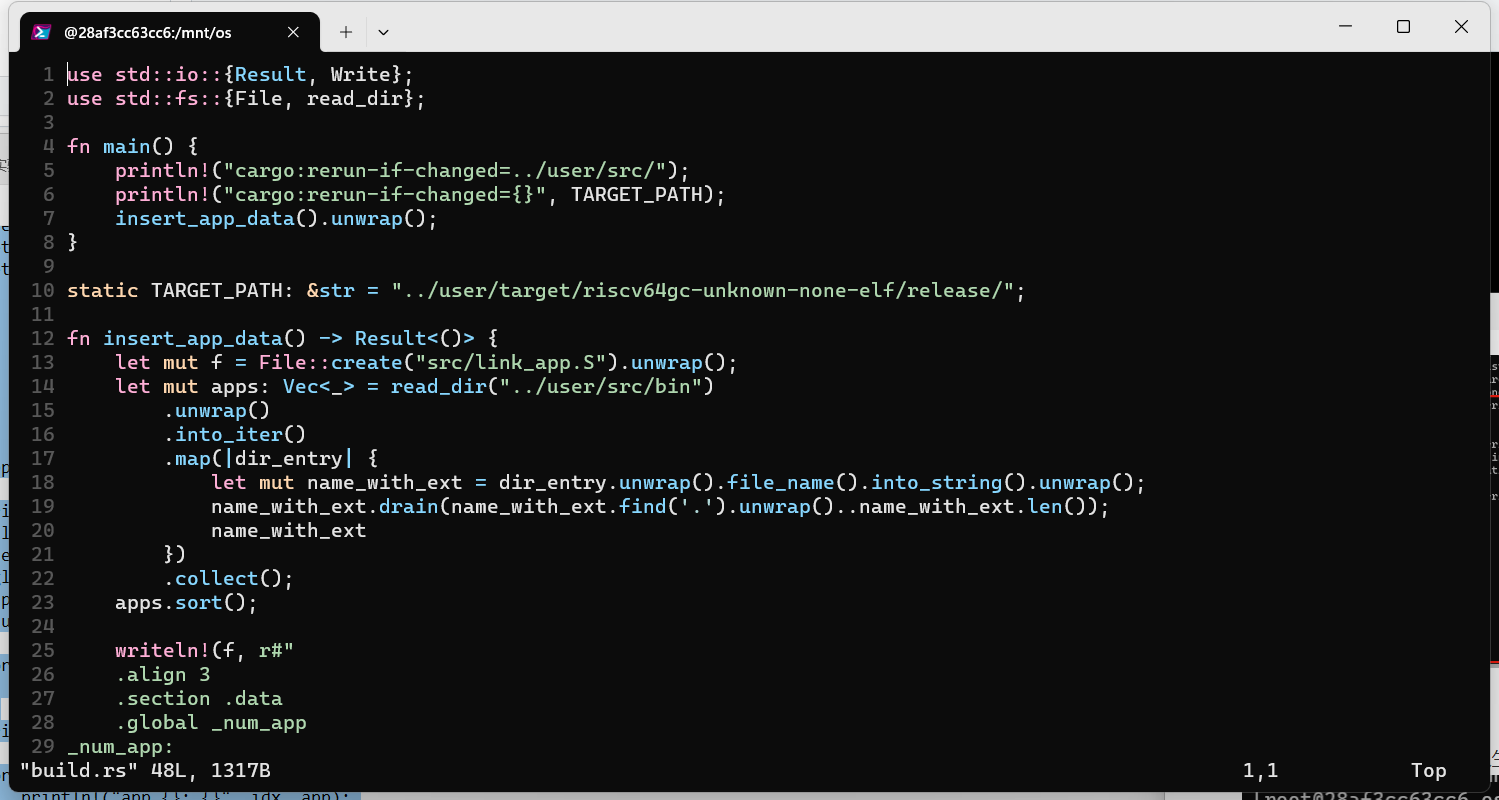 @28af3cc63cc6:/mnt/os
1 use std::io::{Result, Write};
2 use std::fs::{File, read_dir};
3
4 fn main() {
5     println!("cargo:rerun-if-changed=../user/src/");
6     println!("cargo:rerun-if-changed={}", TARGET_PATH);
7     insert_app_data().unwrap();
8 }
9
10 static TARGET_PATH: &str = "../user/target/riscv64gc-unknown-none-elf/release/";
11
12 fn insert_app_data() -> Result<()> {
13     let mut f = File::create("src/link_app.S").unwrap();
14     let mut apps: Vec<_> = read_dir("../user/src/bin")
15         .unwrap()
16         .into_iter()
17         .map(|dir_entry| {
18             let mut name_with_ext = dir_entry.unwrap().file_name().into_string().unwrap();
19             name_with_ext.drain(name_with_ext.find('.').unwrap()..name_with_ext.len());
20             name_with_ext
21         })
22         .collect();
23     apps.sort();
24
25     writeln!(f, r#"
26     .align 3
27     .section .data
28     .global _num_app
29 _num_app:
"build.rs" 48L, 1317B 1,1 Top
println!("app_{}: {}", idx, app);